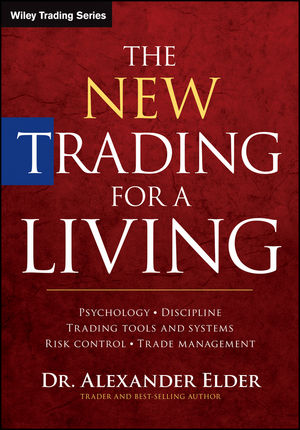 Wiley Trading Series
THE
NEW
TRADING
FOR A
LIVING
PSYCHOLOGY • DISCIPLINE
TRADING TOOLS AND SYSTEMS
RISK CONTROL • TRADE MANAGEMENT
DR. ALEXANDER ELDER
TRADER AND BEST-SELLING AUTHOR